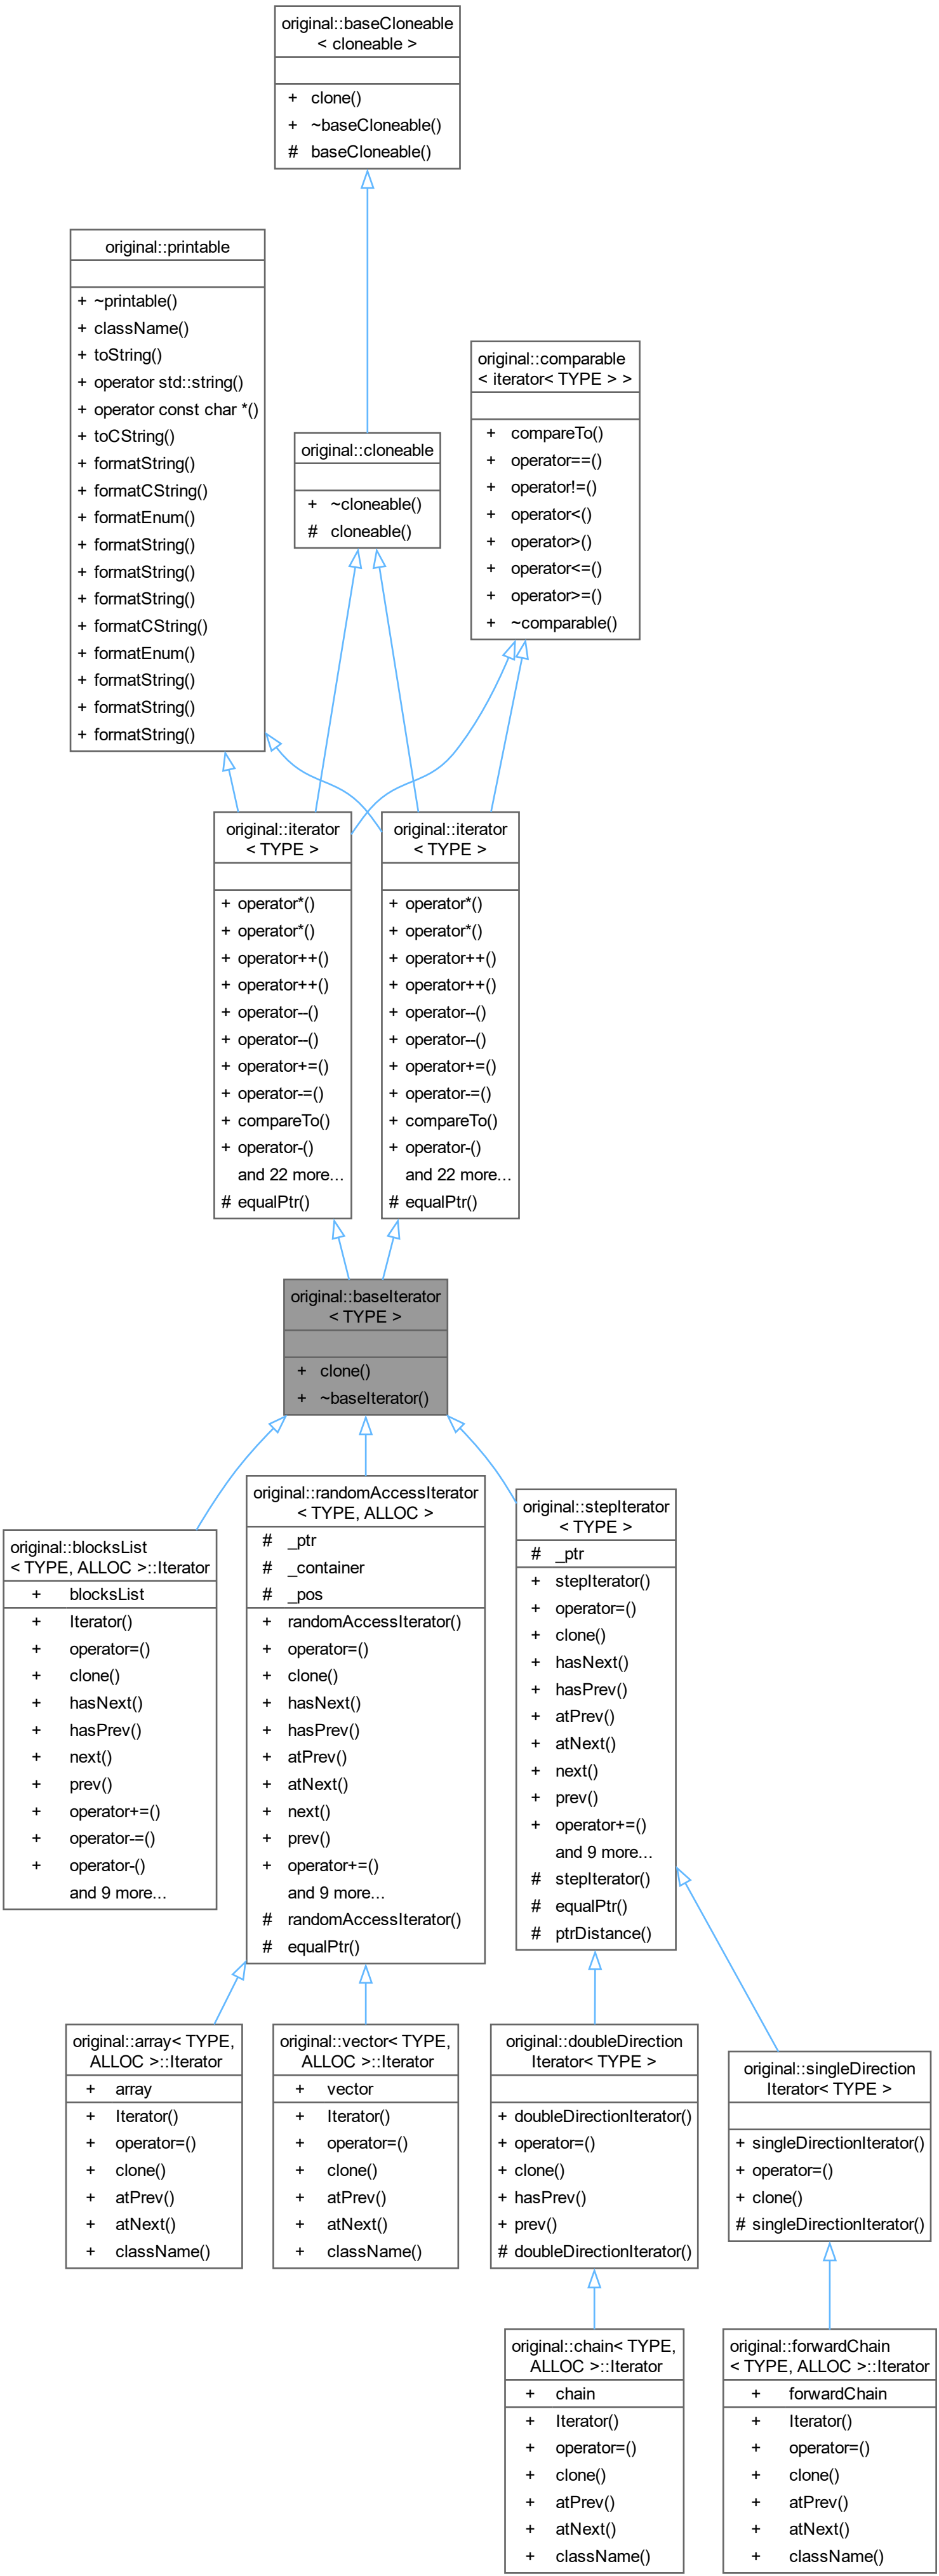 original::baseCloneable
< cloneable >
+ clone()
+ ~baseCloneable()
# baseCloneable()
original::printable
+ ~printable()
+ className()
+ toString()
+ operator std::string()
+ operator const char *()
+ toCString()
+ formatString()
+ formatCString()
+ formatEnum()
+ formatString()
+ formatString()
+ formatString()
+ formatCString()
+ formatEnum()
+ formatString()
+ formatString()
+ formatString()
original::comparable
< iterator< TYPE > >
+ compareTo()
+ operator==()
+ operator!=()
+ operator<()
+ operator>()
+ operator<=()
+ operator>=()
+ ~comparable()
original::cloneable
+ ~cloneable()
# cloneable()
original::iterator
< TYPE >
+ operator*()
+ operator*()
+ operator++()
+ operator++()
+ operator--()
+ operator--()
+ operator+=()
+ operator-=()
+ compareTo()
+ operator-()
and 22 more...
# equalPtr()
original::iterator
< TYPE >
+ operator*()
+ operator*()
+ operator++()
+ operator++()
+ operator--()
+ operator--()
+ operator+=()
+ operator-=()
+ compareTo()
+ operator-()
and 22 more...
# equalPtr()
original::baseIterator
< TYPE >
+ clone()
+ ~baseIterator()
original::blocksList
< TYPE, ALLOC >::Iterator
+ blocksList
+ Iterator()
+ operator=()
+ clone()
+ hasNext()
+ hasPrev()
+ next()
+ prev()
+ operator+=()
+ operator-=()
+ operator-()
and 9 more...
original::randomAccessIterator
< TYPE, ALLOC >
# _ptr
# _container
# _pos
+ randomAccessIterator()
+ operator=()
+ clone()
+ hasNext()
+ hasPrev()
+ atPrev()
+ atNext()
+ next()
+ prev()
+ operator+=()
and 9 more...
# randomAccessIterator()
# equalPtr()
original::stepIterator
< TYPE >
# _ptr
+ stepIterator()
+ operator=()
+ clone()
+ hasNext()
+ hasPrev()
+ atPrev()
+ atNext()
+ next()
+ prev()
+ operator+=()
and 9 more...
# stepIterator()
# equalPtr()
# ptrDistance()
original::array< TYPE,
ALLOC >::Iterator
+ array
+ Iterator()
+ operator=()
+ clone()
+ atPrev()
+ atNext()
+ className()
original::vector< TYPE,
ALLOC >::Iterator
+ vector
+ Iterator()
+ operator=()
+ clone()
+ atPrev()
+ atNext()
+ className()
original::doubleDirection
Iterator< TYPE >
+ doubleDirectionIterator()
+ operator=()
+ clone()
+ hasPrev()
+ prev()
# doubleDirectionIterator()
original::singleDirection
Iterator< TYPE >
+ singleDirectionIterator()
+ operator=()
+ clone()
# singleDirectionIterator()
original::chain< TYPE,
ALLOC >::Iterator
+ chain
+ Iterator()
+ operator=()
+ clone()
+ atPrev()
+ atNext()
+ className()
original::forwardChain
< TYPE, ALLOC >::Iterator
+ forwardChain
+ Iterator()
+ operator=()
+ clone()
+ atPrev()
+ atNext()
+ className()